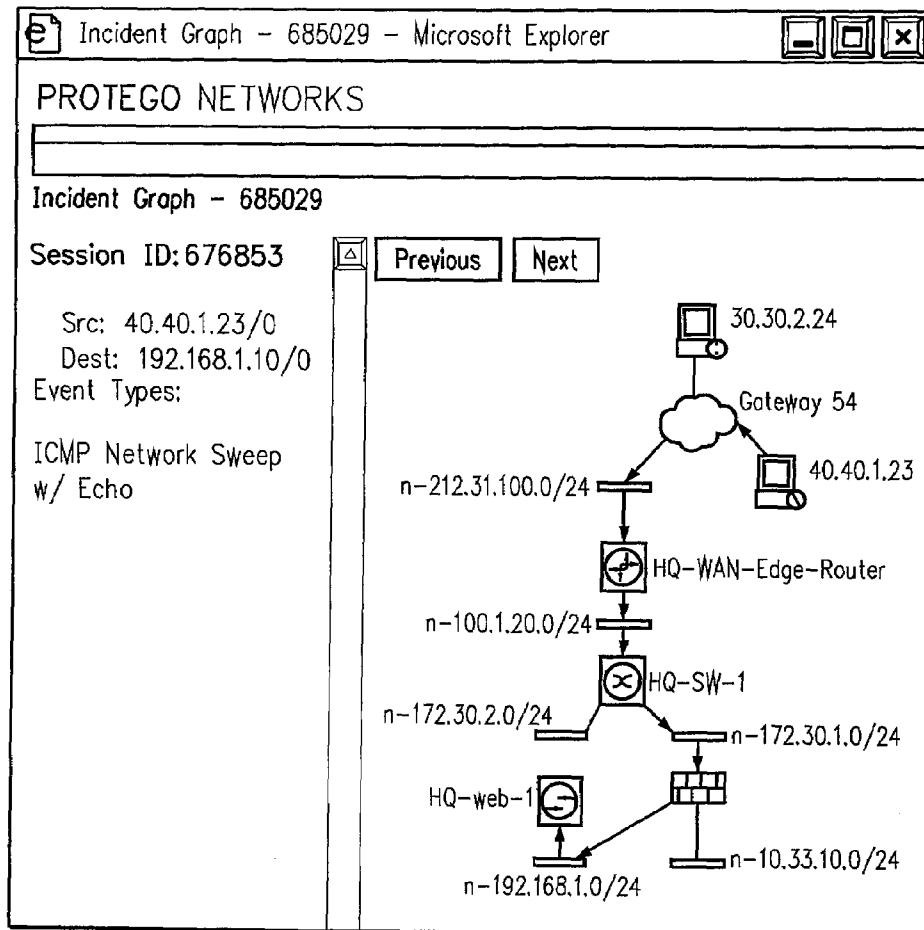 Incident Graph - 685029 - Microsoft Explorer
PROTEGO NETWORKS
Incident Graph - 685029
Session ID: 676853
Previous
Next
Src: 40.40.1.23/0
Dest: 192.168.1.10/0
Event Types:
ICMP Network Sweep
w/ Echo
30.30.2.24
Gateway 54
40.40.1.23
n-212.31.100.0/24
HQ-WAN-Edge-Router
n-100.1.20.0/24
HQ-SW-1
n-172.30.2.0/24
n-172.30.1.0/24
HQ-web-1
n-10.33.10.0/24
n-192.168.1.0/24